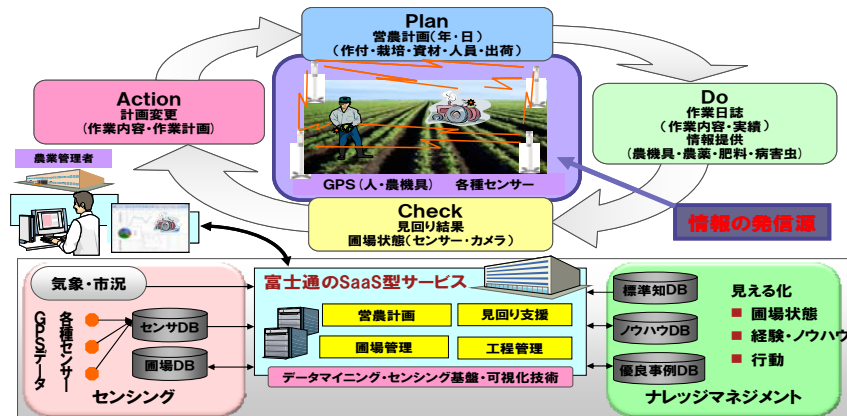 Plan
営農計画(年・日)
(作付・栽培・資材・人員・出荷)
Action
計画変更
(作業内容・作業計画)
Do
作業日誌
(作業内容・実績)
情報提供
(農機具・農薬・肥料・病害虫)
GPS(人・農機具) 各種センサー
Check
見回り結果
圃場状態(センサー・カメラ)
情報の発信源
農業管理者
気象・市況
各種センサー
GPSデータ
センサDB
圃場DB
センシング
富士通のSaaS型サービス
営農計画
見回り支援
圃場管理
工程管理
データマイニング・センシング基盤・可視化技術
標準知DB
ノウハウDB
優良事例DB
見える化
圃場状態
経験・ノウハウ
行動
ナレッジマネジメント